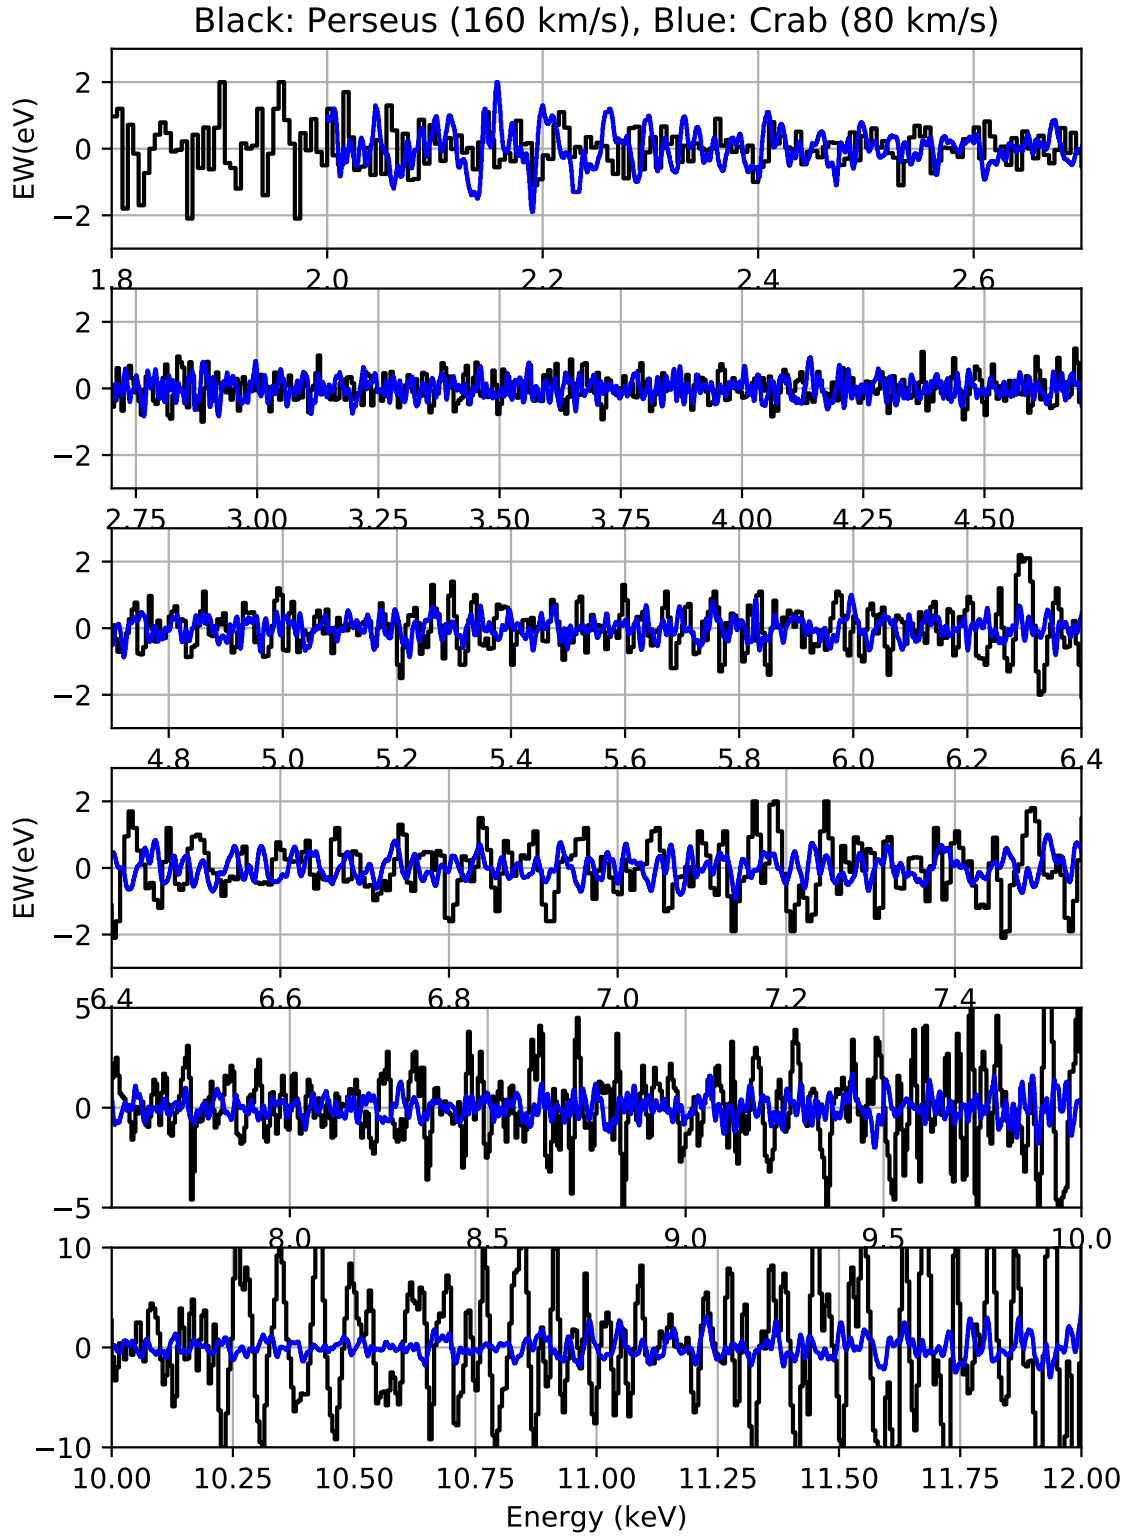 Black: Perseus (160 km/s), Blue: Crab (80 km/s)
EW(eV)
2
0
−2
1.8 2.0 2.2 2.4 2.6
2
0
−2
2.75 3.00 3.25 3.50 3.75 4.00 4.25 4.50
2
0
−2
4.8 5.0 5.2 5.4 5.6 5.8 6.0 6.2 6.4
EW(eV)
2
0
−2
6.4 6.6 6.8 7.0 7.2 7.4
5
0
−5
8.0 8.5 9.0 9.5 10.0
10
0
−10
10.00 10.25 10.50 10.75 11.00 11.25 11.50 11.75 12.00
Energy (keV)